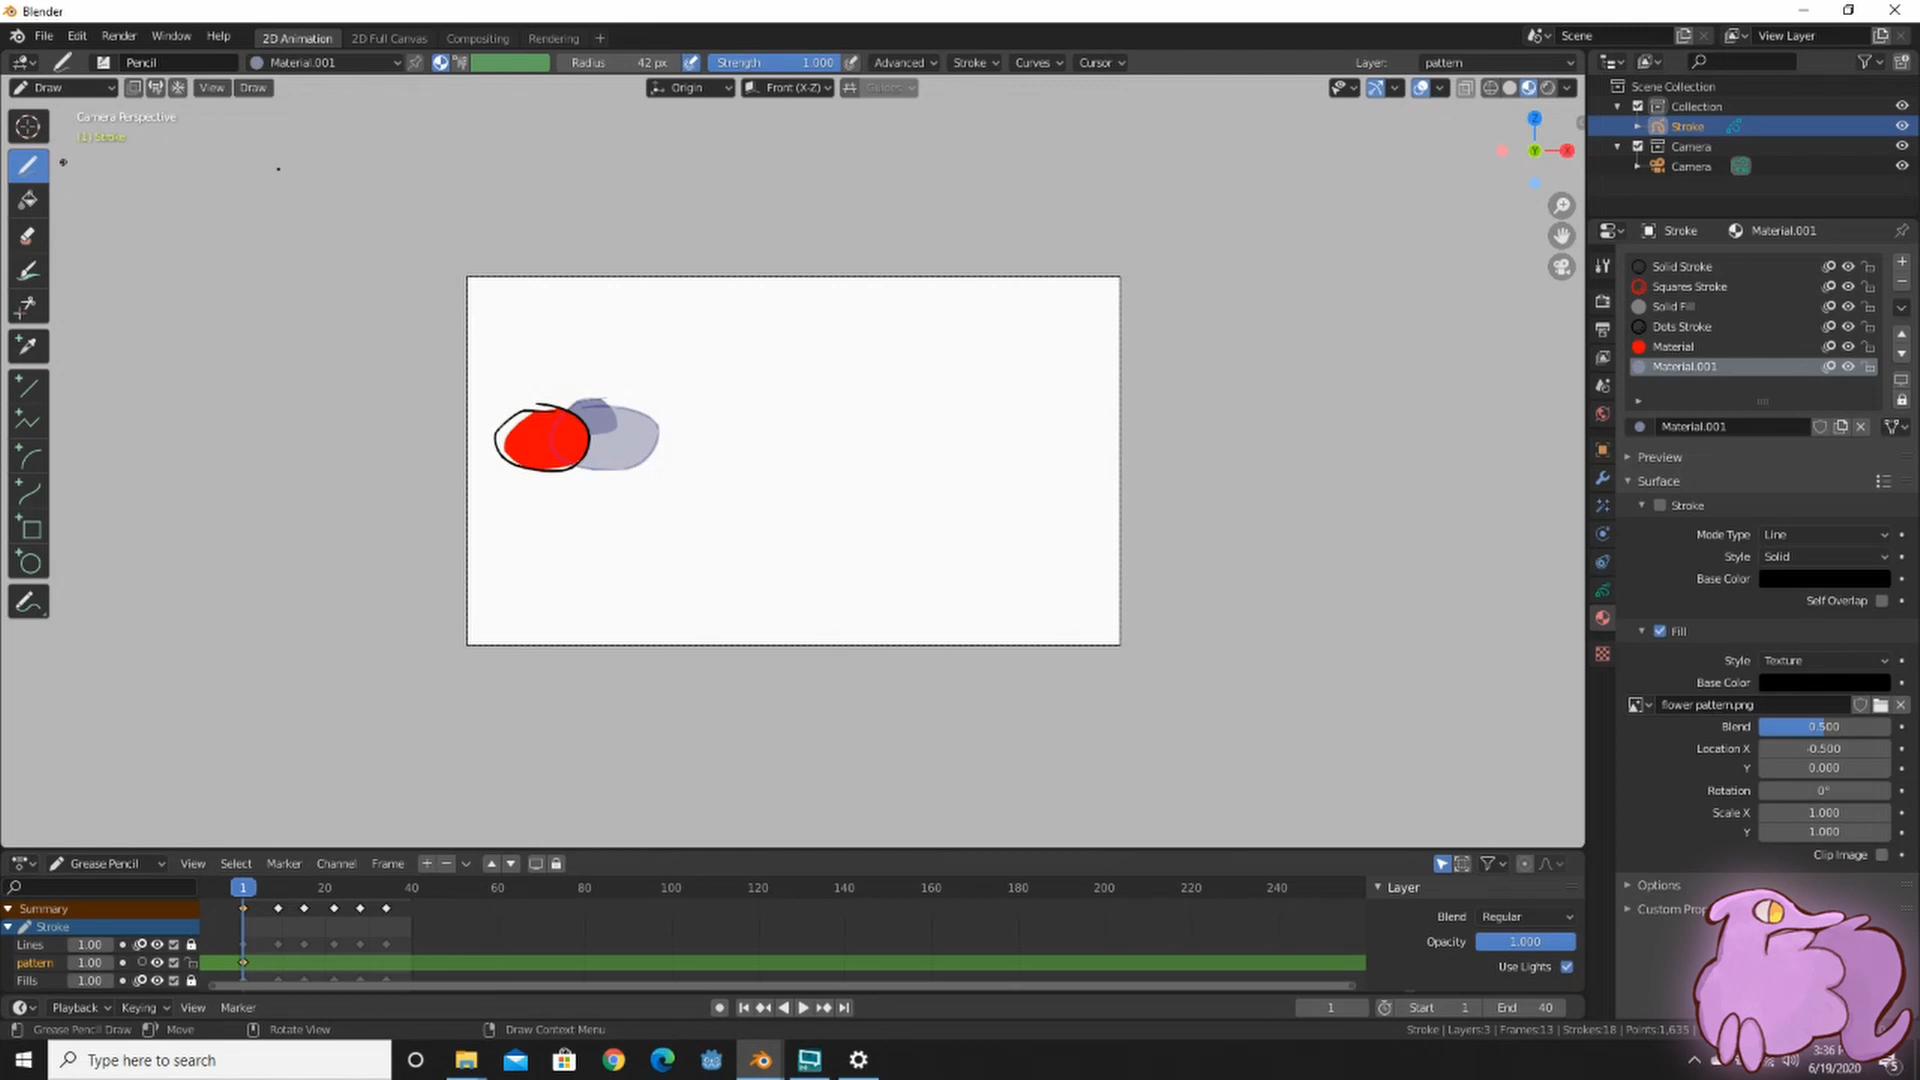 Blender
File Edit Render Window Help 2D Animation 2D Full Canvas Compositing Rendering + Scene View Layer
Pencil Material.001 Radius 42 px Strength 1.000 Advanced Stroke Curves Cursor Layer: pattern
Draw View Draw Origin Front (X-Z) Guides
Camera Perspective
(1) Stroke
Z
Y X
Scene Collection
Collection
Stroke
Camera
Camera
Stroke Material.001
Solid Stroke
Squares Stroke
Solid Fill
Dots Stroke
Material
Material.001
Material.001
Preview
Surface
Stroke
Mode Type Line
Style Solid
Base Color
Self Overlap
Fill
Style Texture
Base Color
flower pattern.png
Blend 0.500
Location X -0.500
Y 0.000
Rotation 0°
Scale X 1.000
Y 1.000
Clip Image
Options
Grease Pencil View Select Marker Channel Frame
1 20 40 60 80 100 120 140 160 180 200 220 240
Summary
Stroke
Lines 1.00
pattern 1.00
Fills 1.00
Layer
Blend Regular
Opacity 1.000
Use Lights
Playback Keying View Marker 1 Start 1 End 40
Grease Pencil Draw Move Rotate View Draw Context Menu Stroke | Layers:3 | Frames:13 | Strokes:18 | Points:1,635
Type here to search
3:36
6/19/2020
5